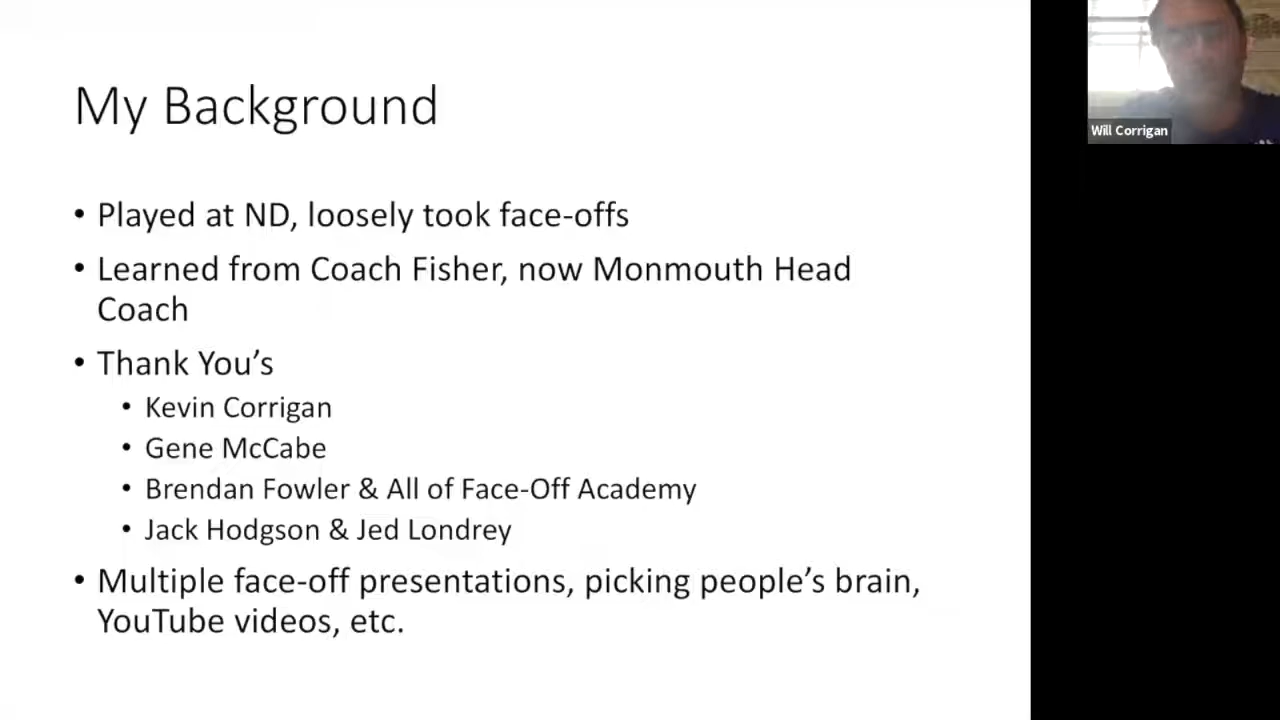 My Background
• Played at ND, loosely took face-offs
• Learned from Coach Fisher, now Monmouth Head
Coach
• Thank You’s
• Kevin Corrigan
• Gene McCabe
• Brendan Fowler & All of Face-Off Academy
• Jack Hodgson & Jed Londrey
• Multiple face-off presentations, picking people’s brain,
YouTube videos, etc.
Will Corrigan